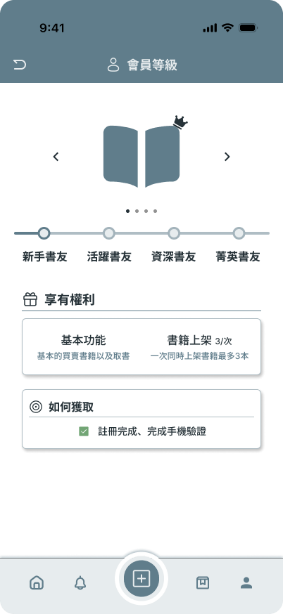 9:41
會員等級
新手書友 活躍書友 資深書友 菁英書友
享有權利
基本功能 書籍上架 3/次
基本的買賣書籍以及取書 一次同時上架書籍最多3本
如何獲取
註冊完成、完成手機驗證